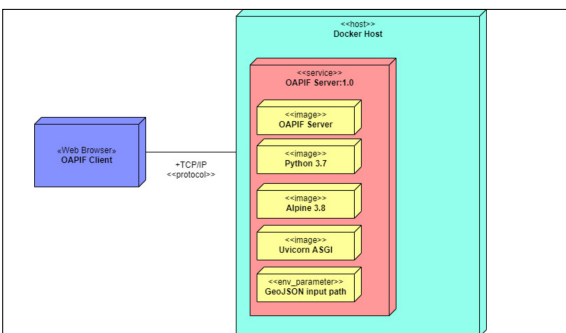 <<host>>
Docker Host
<<service>>
OAPIF Server:1.0
<<image>>
OAPIF Server
«Web Browser»
OAPIF Client
+TCP/IP
<<protocol>>
<<image>>
Python 3.7
<<image>>
Alpine 3.8
<<image>>
Uvicorn ASGI
<<env_parameter>>
GeoJSON input path